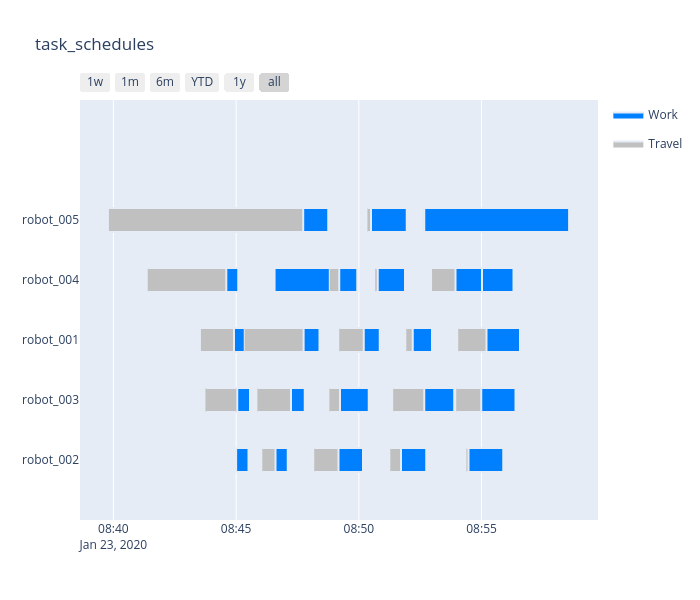 task_schedules
1w 1m 6m YTD 1y all
Work
Travel
robot_005
robot_004
robot_001
robot_003
robot_002
08:40 08:45 08:50 08:55
Jan 23, 2020